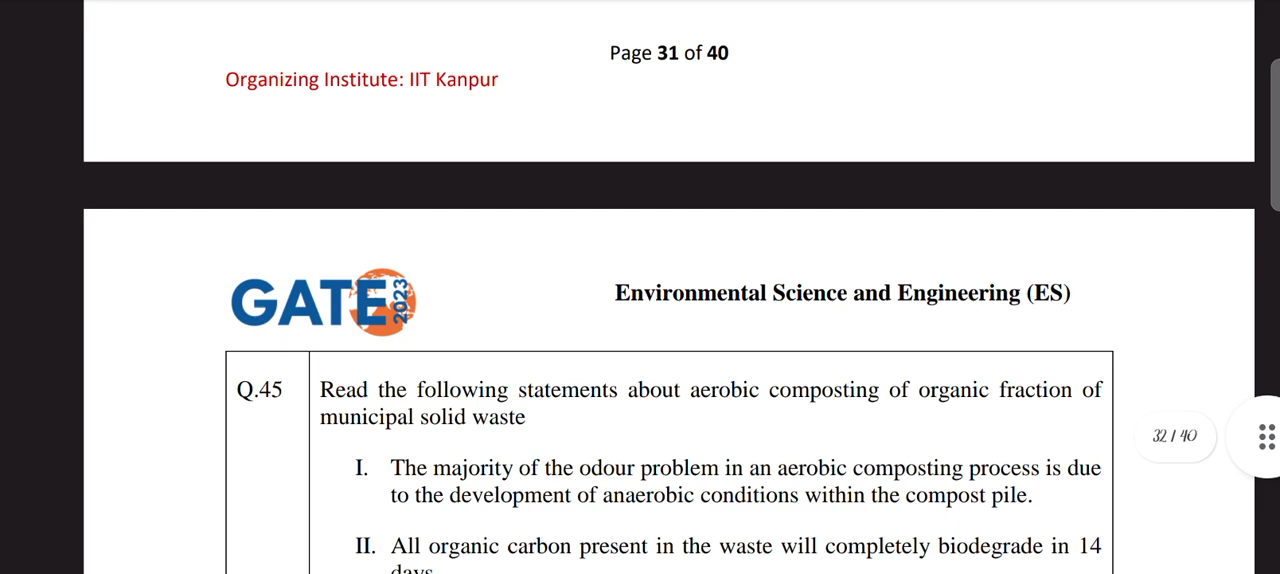 Page 31 of 40
Organizing Institute: IIT Kanpur
GATE 2023
Environmental Science and Engineering (ES)
Q.45 Read the following statements about aerobic composting of organic fraction of
municipal solid waste
32 / 40
I. The majority of the odour problem in an aerobic composting process is due
to the development of anaerobic conditions within the compost pile.
II. All organic carbon present in the waste will completely biodegrade in 14
days